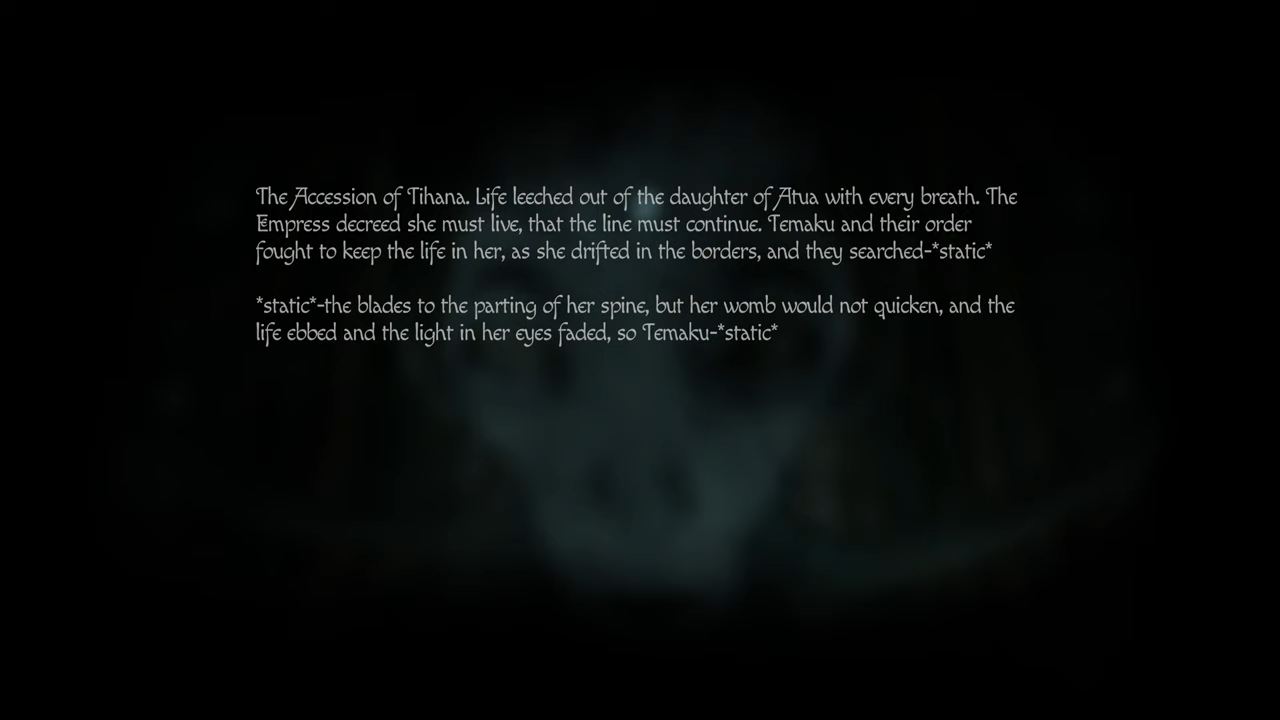 The Accession of Tihana. Life leeched out of the daughter of Atua with every breath. The
Empress decreed she must live, that the line must continue. Temaku and their order
fought to keep the life in her, as she drifted in the borders, and they searched-*static*
*static*-the blades to the parting of her spine, but her womb would not quicken, and the
life ebbed and the light in her eyes faded, so Temaku-*static*